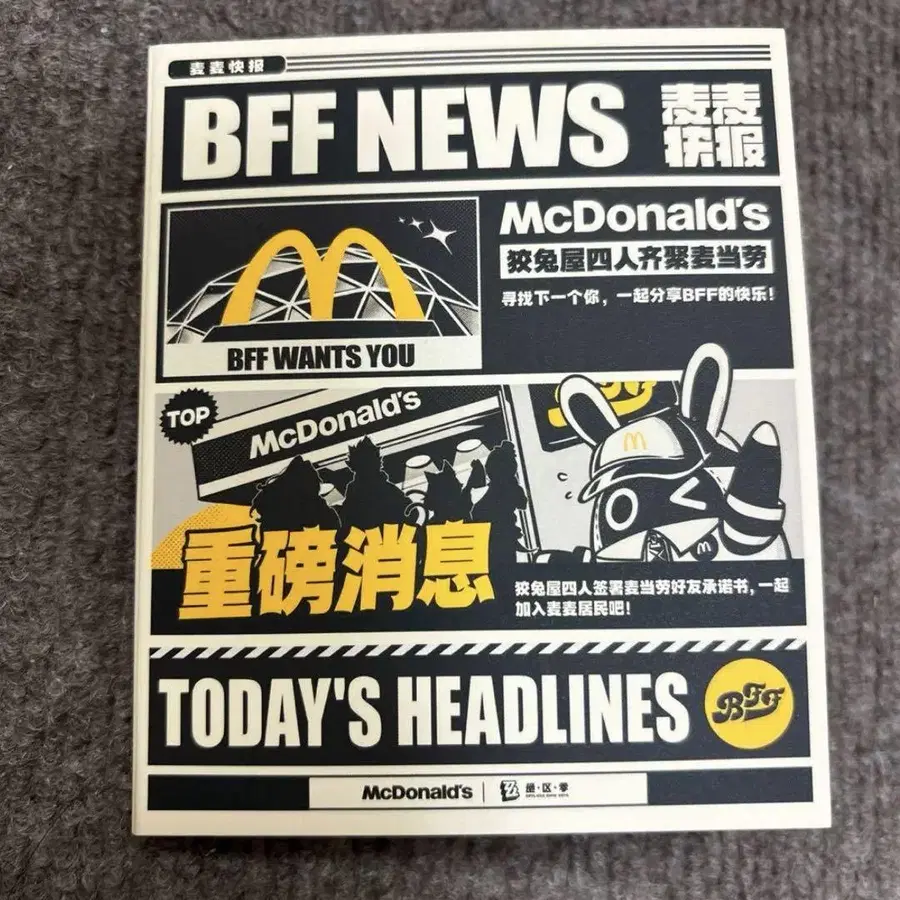 麦麦快报
BFF NEWS
麦麦
快报
McDonald's
狡兔屋四人齐聚麦当劳
寻找下一个你，一起分享BFF的快乐！
BFF WANTS YOU
TOP
McDonald's
BFF
重磅消息
狡兔屋四人签署麦当劳好友承诺书，一起
加入麦麦居民吧！
TODAY'S HEADLINES
BFF
McDonald's
绝·区·零